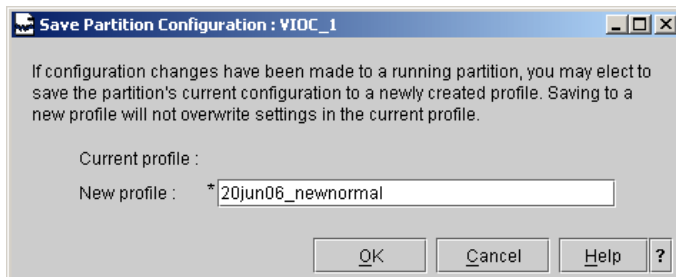 Save Partition Configuration : VIOC_1
If configuration changes have been made to a running partition, you may elect to
save the partition's current configuration to a newly created profile. Saving to a
new profile will not overwrite settings in the current profile.
Current profile :
New profile : * 20jun06_newnormal
OK Cancel Help ?